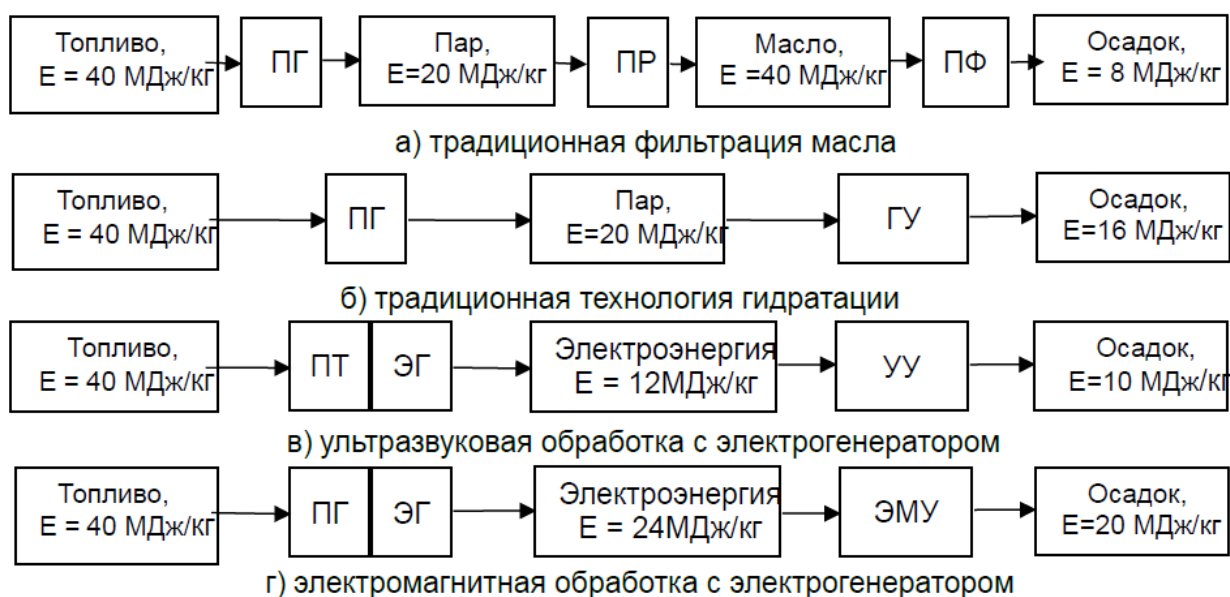 Топливо,
Е = 40 МДж/кг
ПГ
Пар,
Е=20 МДж/кг
ПР
Масло,
Е =40 МДж/кг
ПФ
Осадок,
Е = 8 МДж/кг
а) традиционная фильтрация масла
Топливо,
Е = 40 МДж/кг
ПГ
Пар,
Е=20 МДж/кг
ГУ
Осадок,
Е=16 МДж/кг
б) традиционная технология гидратации
Топливо,
Е = 40 МДж/кг
ПТ
ЭГ
Электроэнергия
Е = 12МДж/кг
УУ
Осадок,
Е=10 МДж/кг
в) ультразвуковая обработка с электрогенератором
Топливо,
Е = 40 МДж/кг
ПГ
ЭГ
Электроэнергия
Е = 24МДж/кг
ЭМУ
Осадок,
Е=20 МДж/кг
г) электромагнитная обработка с электрогенератором